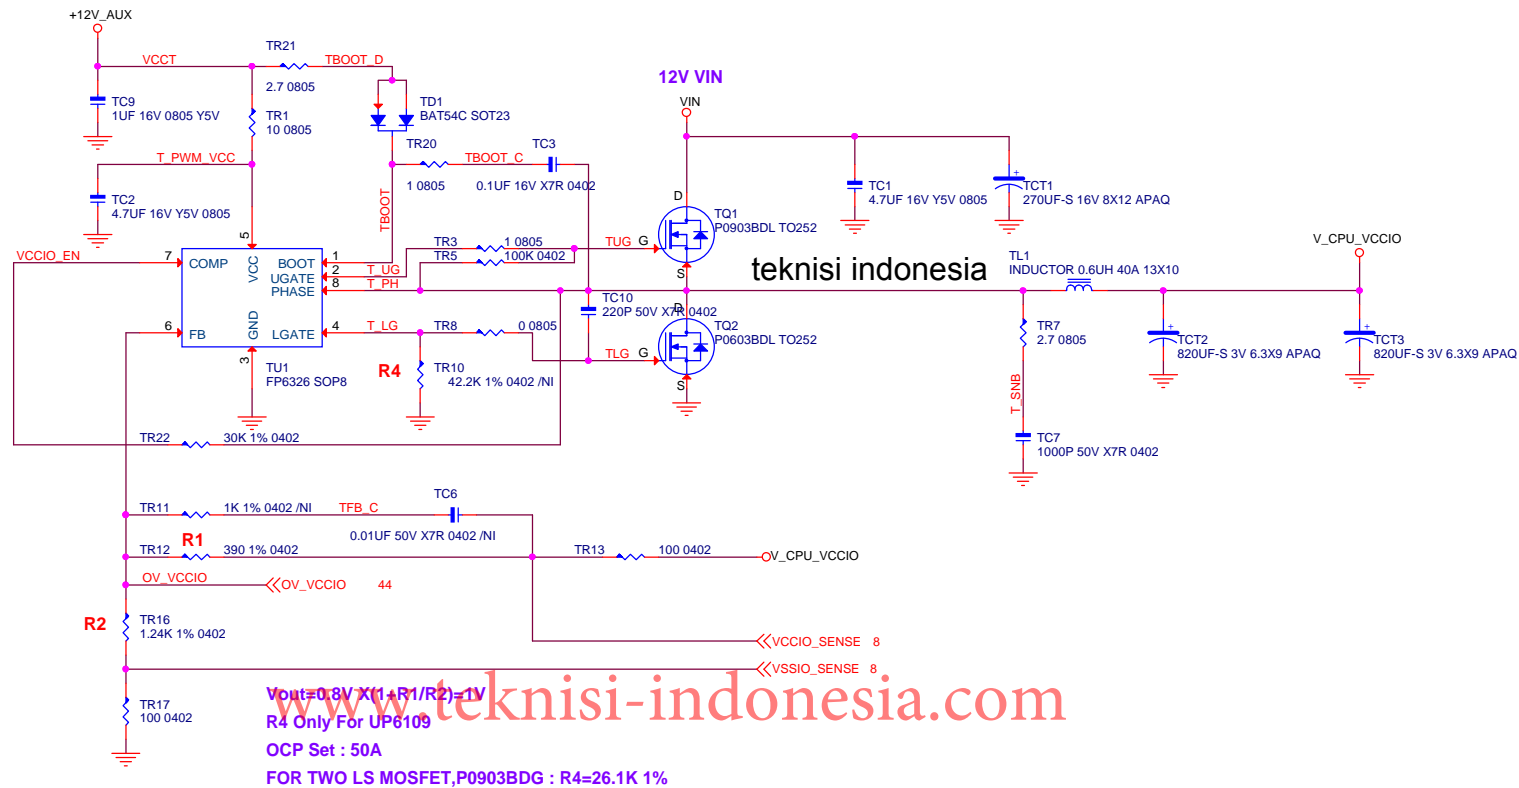 +12V_AUX
VCCT
TR21
TBOOT_D
2.7 0805
12V VIN
VIN
TC9
1UF 16V 0805 Y5V
TR1
10 0805
TD1
BAT54C SOT23
T_PWM_VCC
TR20
TBOOT_C
TC3
1 0805
0.1UF 16V X7R 0402
TC2
4.7UF 16V Y5V 0805
TBOOT
TC1
4.7UF 16V Y5V 0805
TCT1
270UF-S 16V 8X12 APAQ
+
D
TQ1
P0903BDL TO252
VCCIO_EN
7
COMP
5
VCC
BOOT
1
UGATE
2
T_UG
PHASE
8
T_PH
TR3
1 0805
TR5
100K 0402
TUG
G
S
teknisi indonesia
TL1
INDUCTOR 0.6UH 40A 13X10
V_CPU_VCCIO
TC10
220P 50V X7R 0402
D
6
FB
GND
3
LGATE
4
T_LG
TR8
0 0805
TQ2
P0603BDL TO252
TLG
G
S
TR7
2.7 0805
+
TCT2
820UF-S 3V 6.3X9 APAQ
+
TCT3
820UF-S 3V 6.3X9 APAQ
TU1
FP6326 SOP8
R4
TR10
42.2K 1% 0402 /NI
T_SNB
TR22
30K 1% 0402
TC7
1000P 50V X7R 0402
TR11
1K 1% 0402 /NI
TFB_C
TC6
0.01UF 50V X7R 0402 /NI
R1
TR12
390 1% 0402
TR13
100 0402
V_CPU_VCCIO
OV_VCCIO
OV_VCCIO
44
R2
TR16
1.24K 1% 0402
VCCIO_SENSE
8
VSSIO_SENSE
8
TR17
100 0402
Vout=0.8V X(1+R1/R2)=1V
www.teknisi-indonesia.com
R4 Only For UP6109
OCP Set : 50A
FOR TWO LS MOSFET,P0903BDG : R4=26.1K 1%